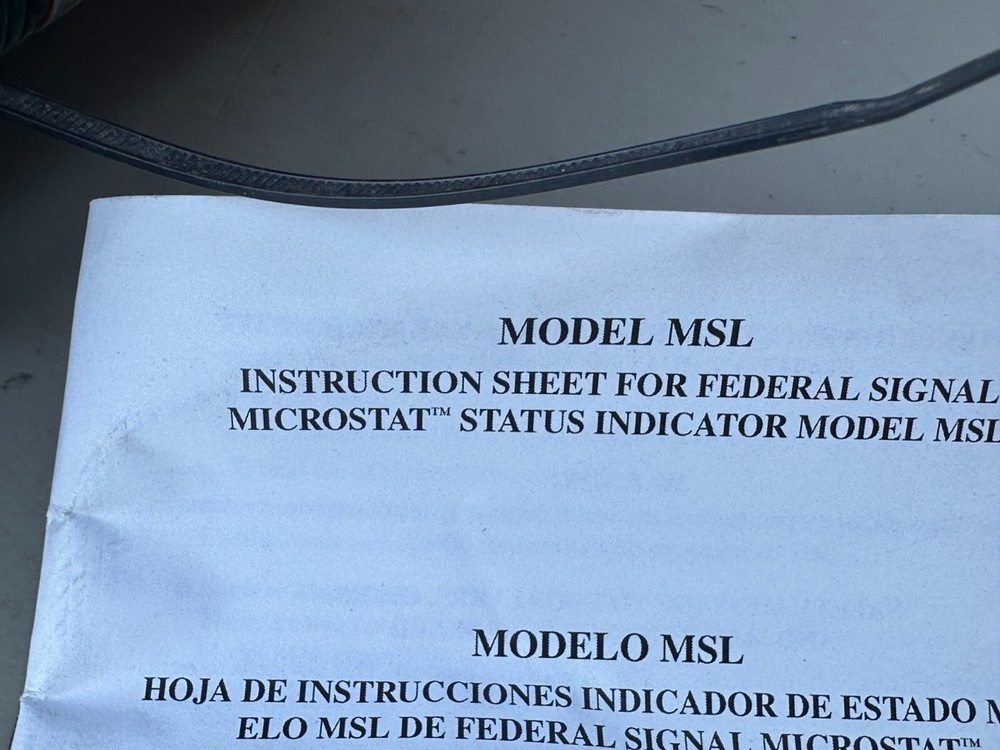 MODEL MSL
INSTRUCTION SHEET FOR FEDERAL SIGNAL
MICROSTAT™ STATUS INDICATOR MODEL MSL
MODELO MSL
HOJA DE INSTRUCCIONES INDICADOR DE ESTADO
ELO MSL DE FEDERAL SIGNAL MICROSTAT™